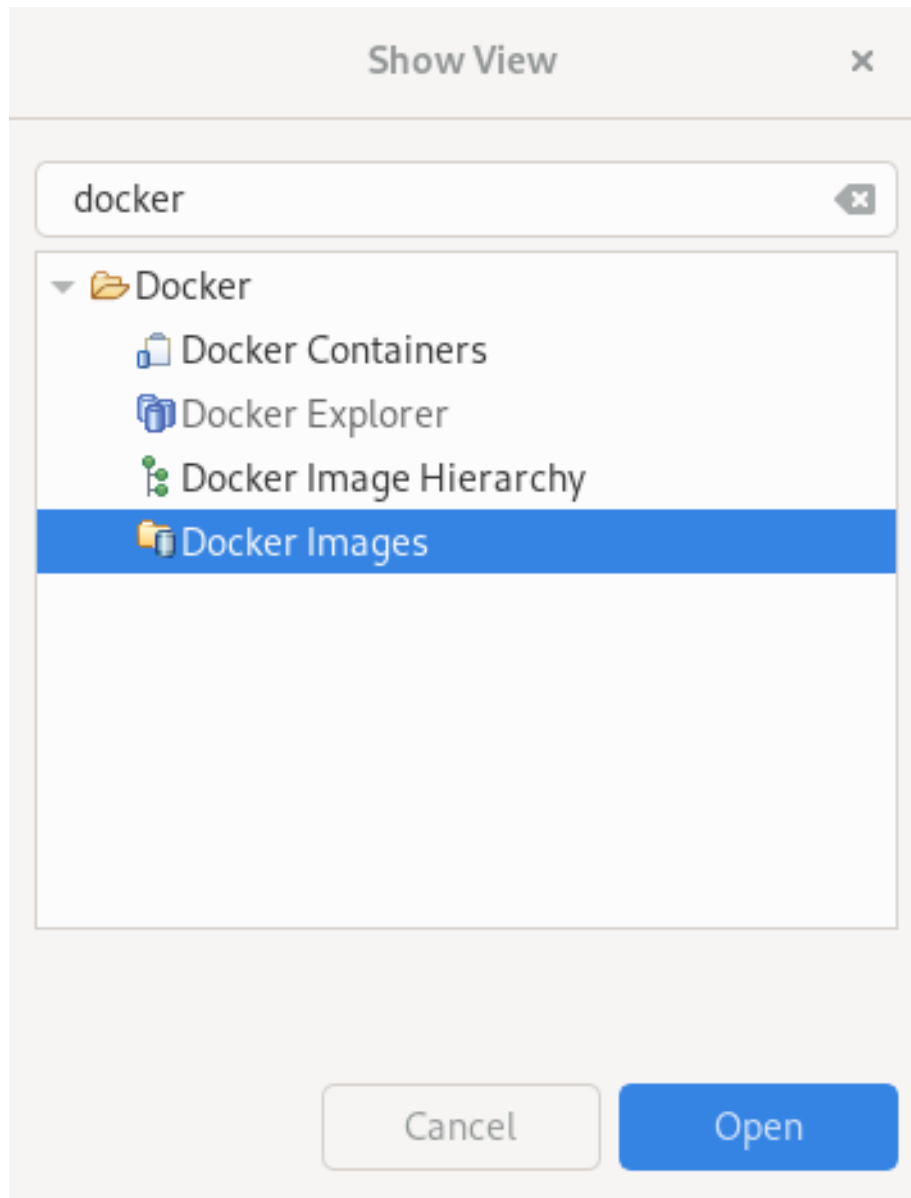 Show View
docker
Docker
Docker Containers
Docker Explorer
Docker Image Hierarchy
Docker Images
Cancel Open